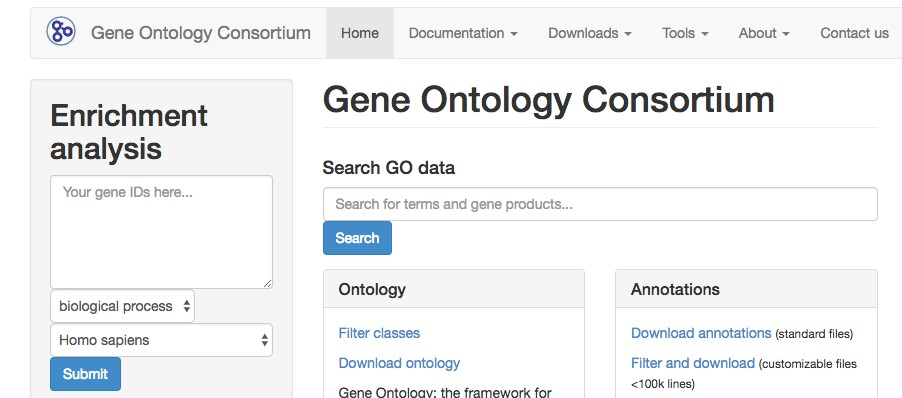 Gene Ontology Consortium Home Documentation Downloads Tools About Contact us
Enrichment
analysis
Your gene IDs here...
biological process
Homo sapiens
Submit
Gene Ontology Consortium
Search GO data
Search for terms and gene products...
Search
Ontology
Filter classes
Download ontology
Gene Ontology: the framework for
Annotations
Download annotations (standard files)
Filter and download (customizable files
<100k lines)